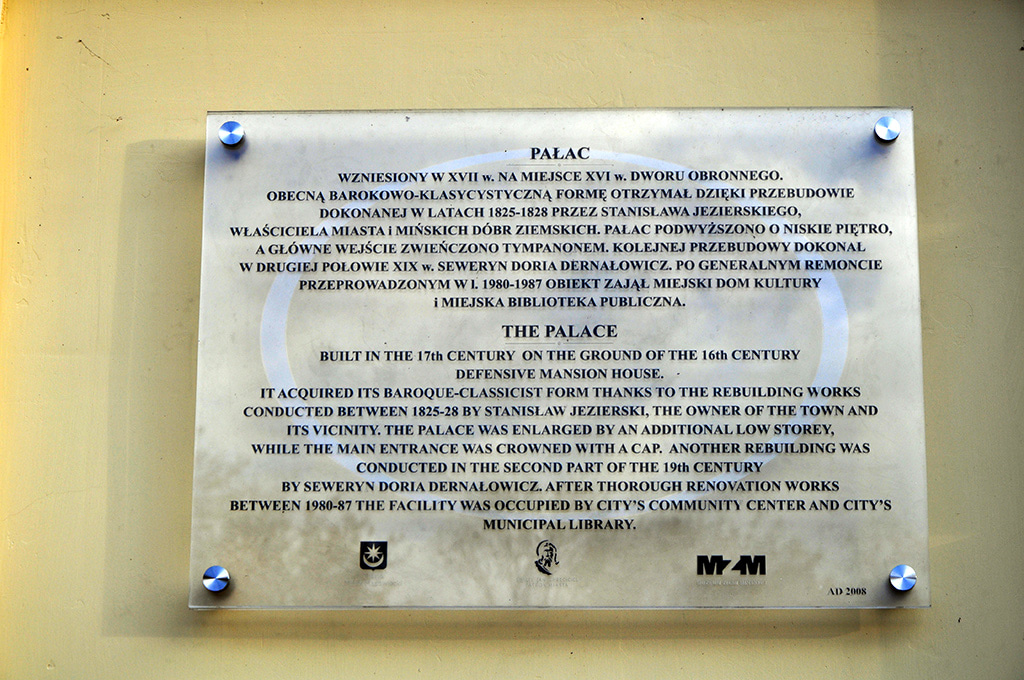 PAŁAC
WZNIESIONY W XVII w. NA MIEJSCE XVI w. DWORU OBRONNEGO.
OBECNĄ BAROKOWO-KLASYCYSTYCZNĄ FORMĘ OTRZYMAŁ DZIĘKI PRZEBUDOWIE
DOKONANEJ W LATACH 1825-1828 PRZEZ STANISŁAWA JEZIERSKIEGO,
WŁAŚCICIELA MIASTA i MIŃSKICH DÓBR ZIEMSKICH. PAŁAC PODWYŻSZONO O NISKIE PIĘTRO,
A GŁÓWNE WEJŚCIE ZWIEŃCZONO TYMPANONEM. KOLEJNEJ PRZEBUDOWY DOKONAŁ
W DRUGIEJ POŁOWIE XIX w. SEWERYN DORIA DERNAŁOWICZ. PO GENERALNYM REMONCIE
PRZEPROWADZONYM W l. 1980-1987 OBIEKT ZAJĄŁ MIEJSKI DOM KULTURY
i MIEJSKA BIBLIOTEKA PUBLICZNA.
THE PALACE
BUILT IN THE 17th CENTURY ON THE GROUND OF THE 16th CENTURY
DEFENSIVE MANSION HOUSE.
IT ACQUIRED ITS BAROQUE-CLASSICIST FORM THANKS TO THE REBUILDING WORKS
CONDUCTED BETWEEN 1825-28 BY STANISŁAW JEZIERSKI, THE OWNER OF THE TOWN AND
ITS VICINITY. THE PALACE WAS ENLARGED BY AN ADDITIONAL LOW STOREY,
WHILE THE MAIN ENTRANCE WAS CROWNED WITH A CAP. ANOTHER REBUILDING WAS
CONDUCTED IN THE SECOND PART OF THE 19th CENTURY
BY SEWERYN DORIA DERNAŁOWICZ. AFTER THOROUGH RENOVATION WORKS
BETWEEN 1980-87 THE FACILITY WAS OCCUPIED BY CITY'S COMMUNITY CENTER AND CITY'S
MUNICIPAL LIBRARY.
AD 2008